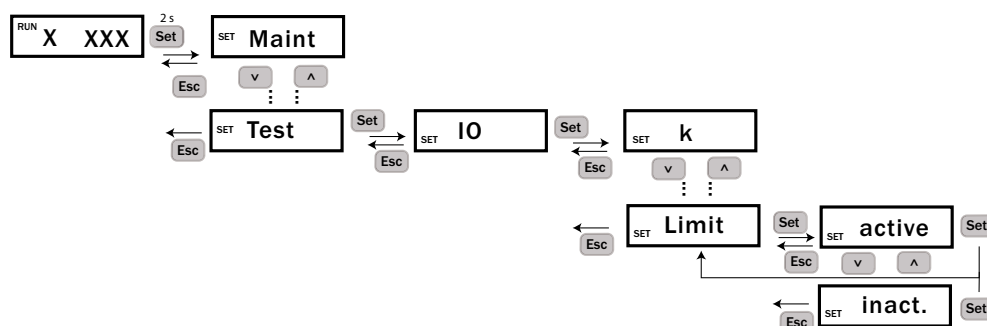 2 s
RUN X XXX Set SET Maint
Esc ˅ ˄
SET Test Set SET IO Set SET k
Esc Esc Esc ˅ ˄
SET Limit Set SET active Set
Esc Esc ˅ ˄
SET inact. Set
Esc